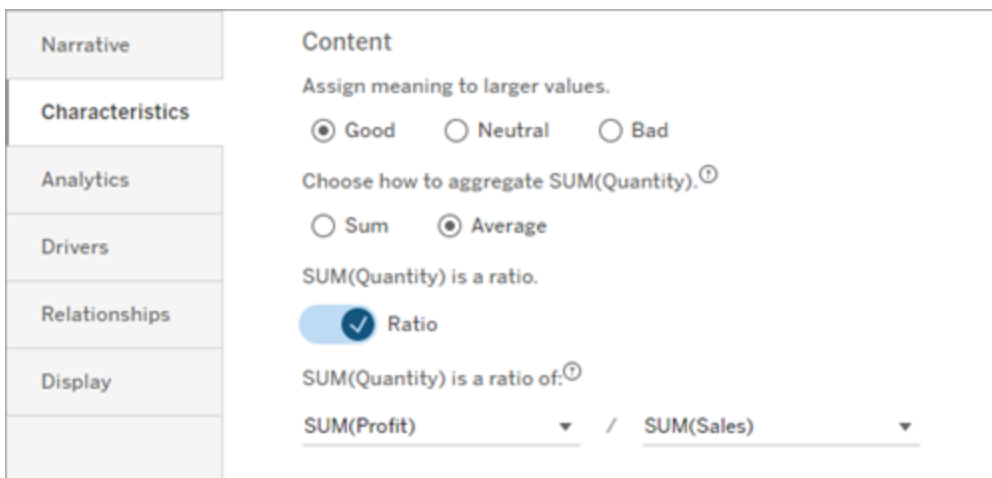 Narrative
Characteristics
Analytics
Drivers
Relationships
Display
Content
Assign meaning to larger values.
Good Neutral Bad
Choose how to aggregate SUM(Quantity). ?
Sum Average
SUM(Quantity) is a ratio.
Ratio
SUM(Quantity) is a ratio of: ?
SUM(Profit) / SUM(Sales)